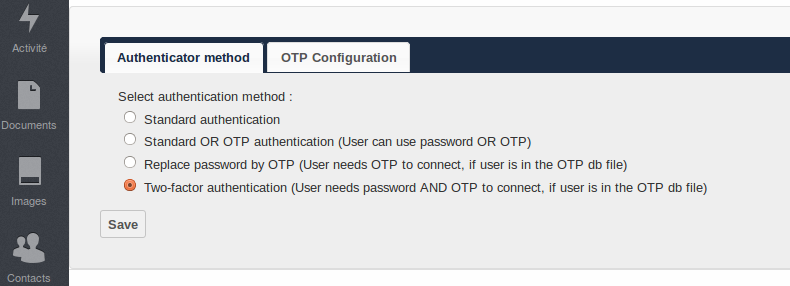 Activité
Documents
Images
Contacts
Authenticator method
OTP Configuration
Select authentication method :
Standard authentication
Standard OR OTP authentication (User can use password OR OTP)
Replace password by OTP (User needs OTP to connect, if user is in the OTP db file)
Two-factor authentication (User needs password AND OTP to connect, if user is in the OTP db file)
Save